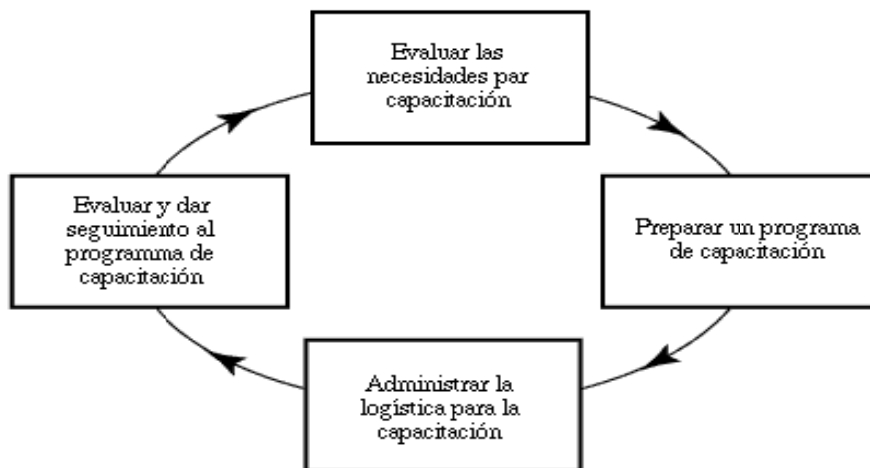 Evaluar las
necesidades par
capacitación
Evaluar y dar
seguimiento al
programma de
capacitación
Preparar un programa
de capacitación
Administrar la
logística para la
capacitación